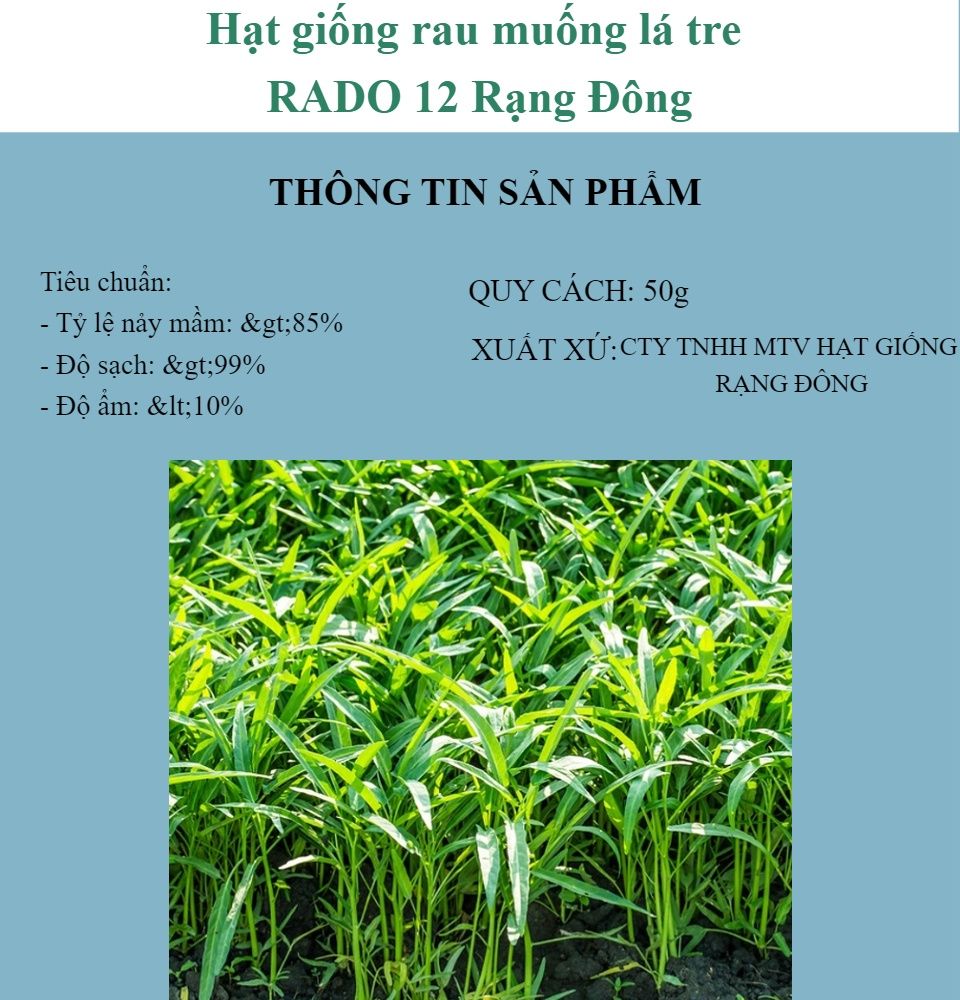 Hạt giống rau muống lá tre
RADO 12 Rạng Đông
THÔNG TIN SẢN PHẨM
Tiêu chuẩn:
- Tỷ lệ nảy mầm: &gt;85%
- Độ sạch: &gt;99%
- Độ ẩm: &lt;10%
QUY CÁCH: 50g
XUẤT XỨ: CTY TNHH MTV HẠT GIỐNG
RẠNG ĐÔNG